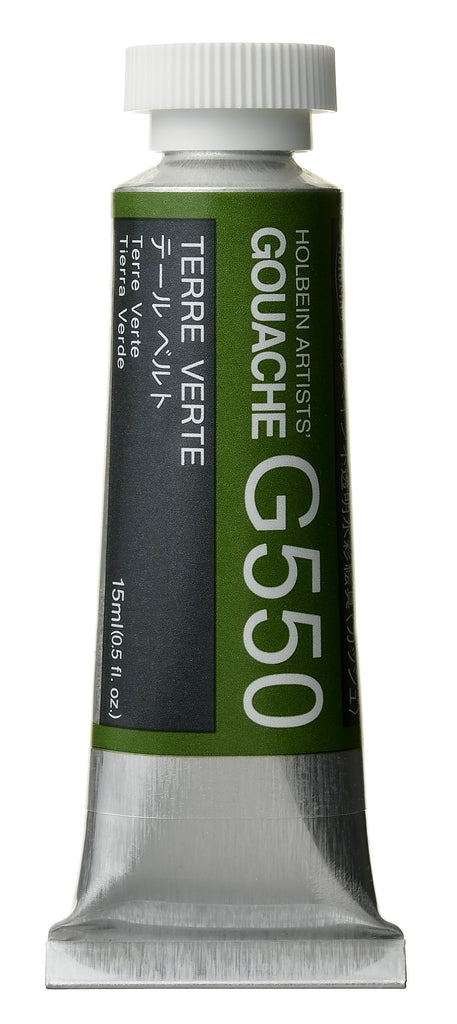 HOLBEIN ARTISTS'
GOUACHE G550
TERRE VERTE
テール ベルト
Terre Verte
Tierra Verde
15ml(0.5 fl. oz.)